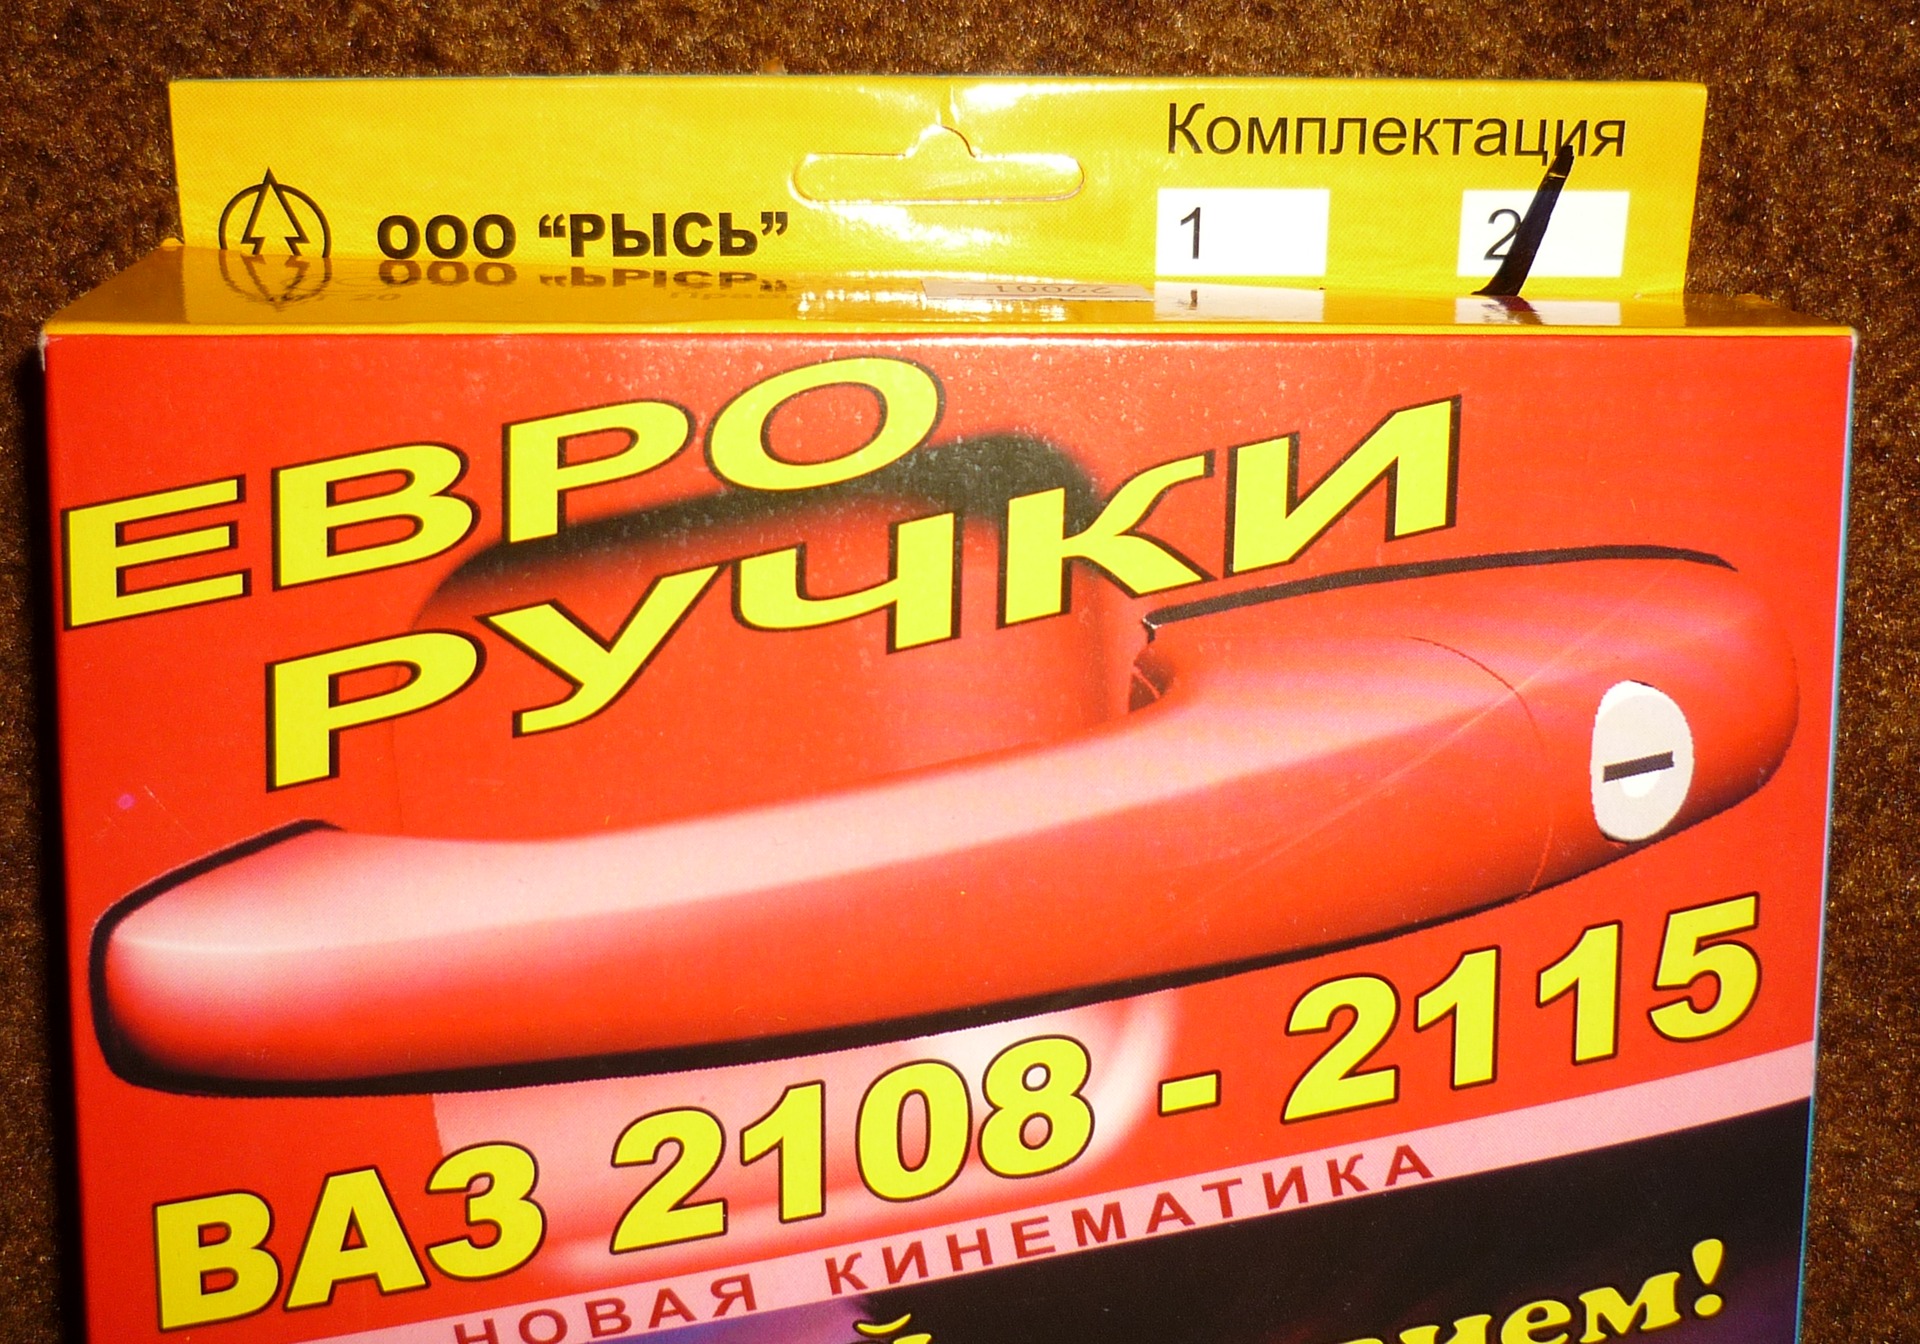 Комплектация
ООО “РЫСЬ”
1
2
ЕВРО
РУЧКИ
ВАЗ 2108 - 2115
НОВАЯ КИНЕМАТИКА